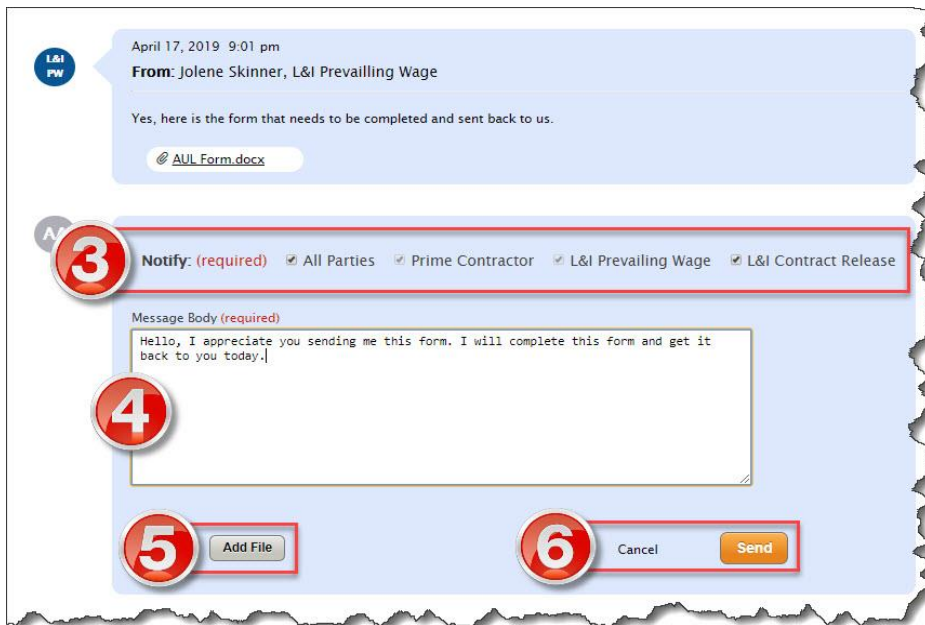 L&I
PW
April 17, 2019 9:01 pm
From: Jolene Skinner, L&I Prevailling Wage
Yes, here is the form that needs to be completed and sent back to us.
AUL Form.docx
3
Notify: (required) All Parties Prime Contractor L&I Prevailing Wage L&I Contract Release
Message Body (required)
Hello, I appreciate you sending me this form. I will complete this form and get it
back to you today.
4
5 Add File
6 Cancel Send